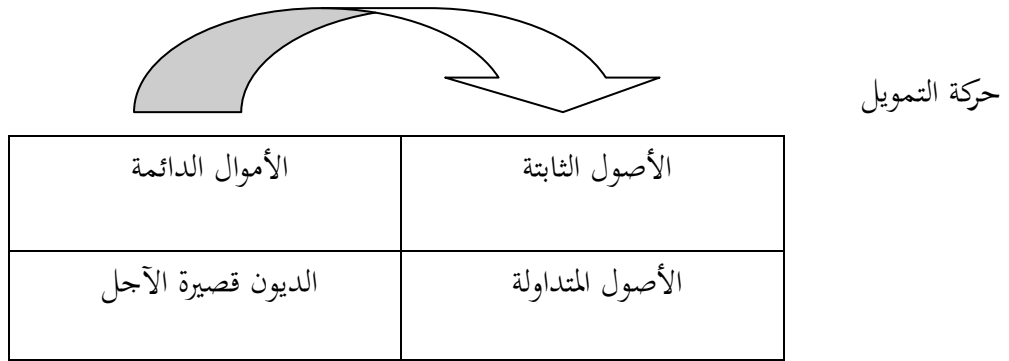 حركة التمويل
الأصول الثابتة
الأموال الدائمة
الأصول المتداولة
الديون قصيرة الآجل